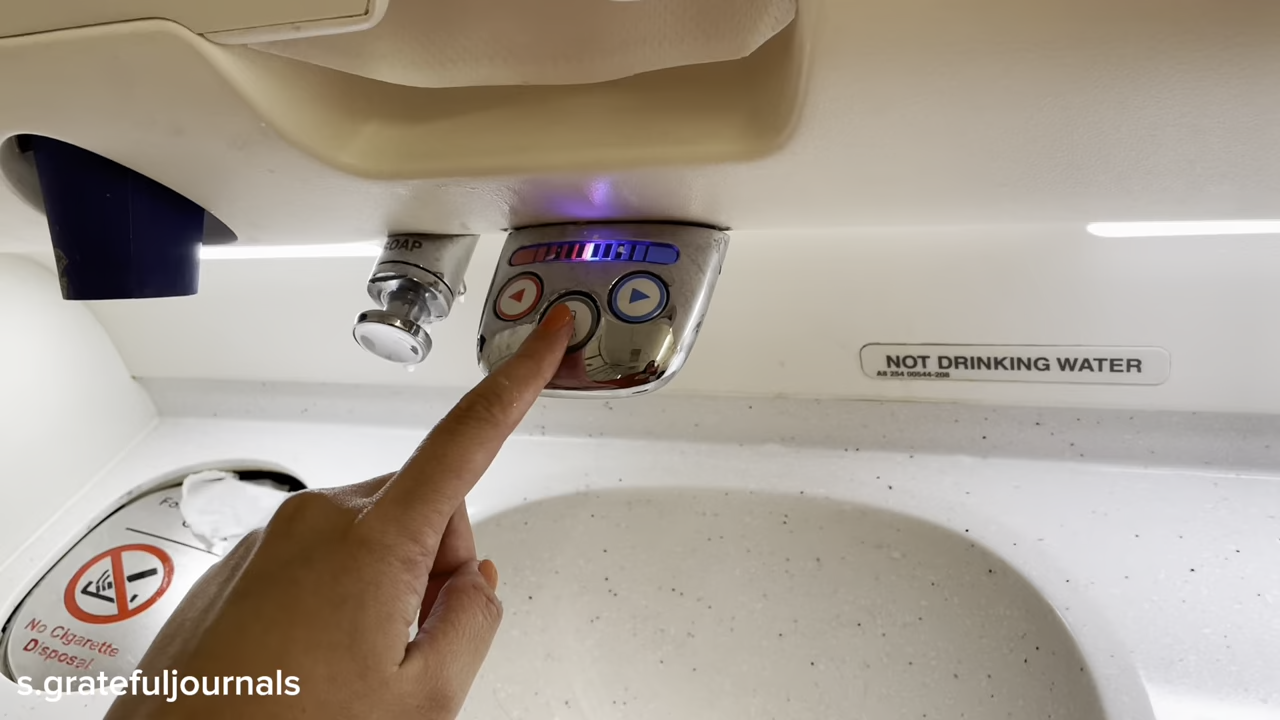 SOAP
NOT DRINKING WATER
No Cigarette
Disposal
s.gratefuljournals